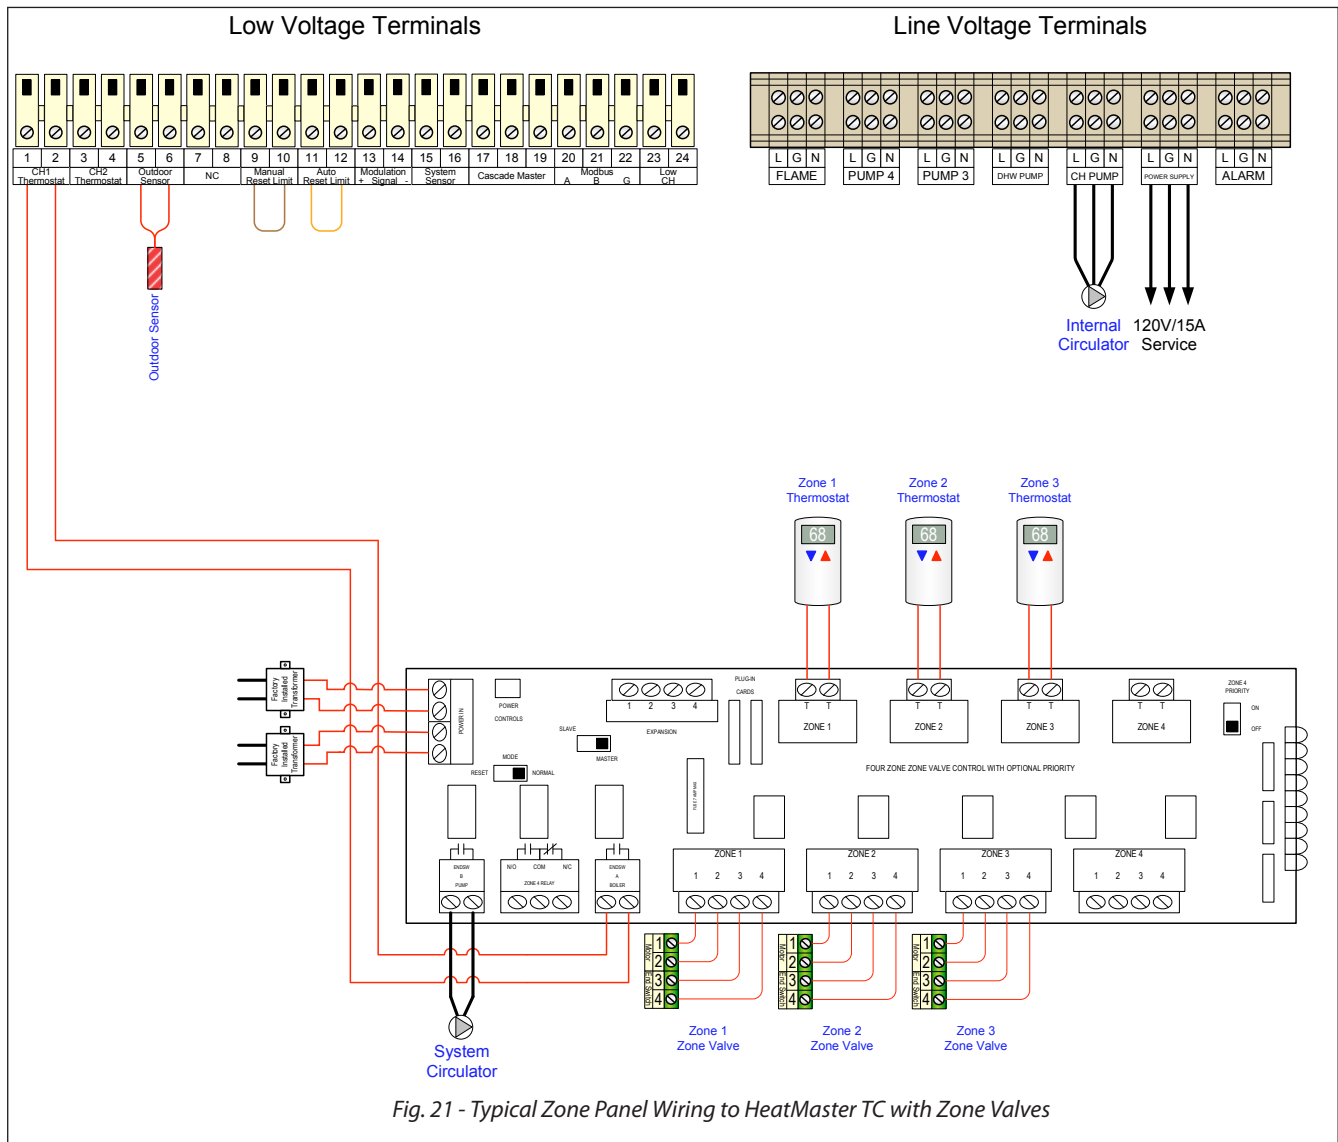 Low Voltage Terminals
Line Voltage Terminals
1 2 3 4 5 6 7 8 9 10 11 12 13 14 15 16 17 18 19 20 21 22 23 24
CH1 Thermostat
CH2 Thermostat
Outdoor Sensor
NC
Manual Reset Limit
Auto Reset Limit
Modulation + Signal -
System Sensor
Cascade Master
Modbus A B G
Low CH
L G N L G N L G N L G N L G N L G N L G N
FLAME PUMP 4 PUMP 3 DHW PUMP CH PUMP POWER SUPPLY ALARM
Outdoor Sensor
Internal Circulator
120V/15A Service
Zone 1 Thermostat
Zone 2 Thermostat
Zone 3 Thermostat
68 68 68
Factory Installed Transformer
Factory Installed Transformer
POWER IN
POWER
CONTROLS
MODE
RESET NORMAL
SLAVE
MASTER
1 2 3 4
EXPANSION
PLUG-IN
CARDS
FUSE 7 AMP MAX
T T T T T T T T
ZONE 1 ZONE 2 ZONE 3 ZONE 4
ZONE 4
PRIORITY
ON
OFF
FOUR ZONE ZONE VALVE CONTROL WITH OPTIONAL PRIORITY
ENDSW
B
PUMP
N/O COM N/C
ZONE 4 RELAY
ENDSW
A
BOILER
ZONE 1 ZONE 2 ZONE 3 ZONE 4
1 2 3 4 1 2 3 4 1 2 3 4 1 2 3 4
1 2 3 4
Motor
End Switch
1 2 3 4
Motor
End Switch
1 2 3 4
Motor
End Switch
Zone 1
Zone Valve
Zone 2
Zone Valve
Zone 3
Zone Valve
System
Circulator
Fig. 21 - Typical Zone Panel Wiring to HeatMaster TC with Zone Valves